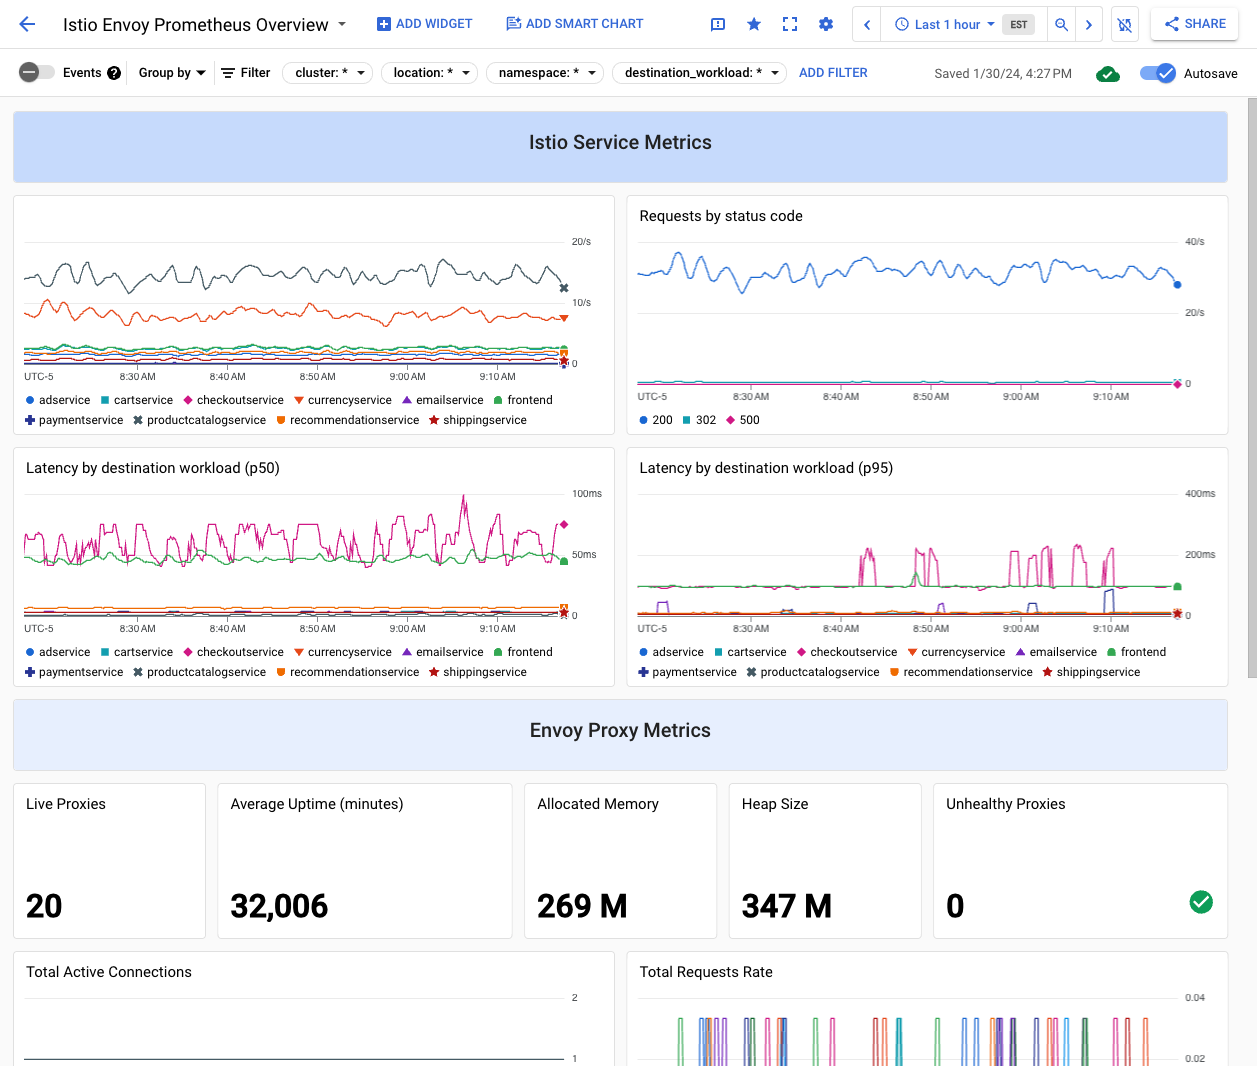 Istio Envoy Prometheus Overview ADD WIDGET ADD SMART CHART Last 1 hour EST SHARE
Events Group by Filter cluster: * location: * namespace: * destination_workload: * ADD FILTER Saved 1/30/24, 4:27 PM Autosave
Istio Service Metrics
20/s
10/s
0
UTC-5 8:30 AM 8:40 AM 8:50 AM 9:00 AM 9:10 AM
adservice cartservice checkoutservice currencyservice emailservice frontend
paymentservice productcatalogservice recommendationservice shippingservice
Requests by status code
40/s
20/s
0
UTC-5 8:30 AM 8:40 AM 8:50 AM 9:00 AM 9:10 AM
200 302 500
Latency by destination workload (p50)
100ms
50ms
0
UTC-5 8:30 AM 8:40 AM 8:50 AM 9:00 AM 9:10 AM
adservice cartservice checkoutservice currencyservice emailservice frontend
paymentservice productcatalogservice recommendationservice shippingservice
Latency by destination workload (p95)
400ms
200ms
0
UTC-5 8:30 AM 8:40 AM 8:50 AM 9:00 AM 9:10 AM
adservice cartservice checkoutservice currencyservice emailservice frontend
paymentservice productcatalogservice recommendationservice shippingservice
Envoy Proxy Metrics
Live Proxies
20
Average Uptime (minutes)
32,006
Allocated Memory
269 M
Heap Size
347 M
Unhealthy Proxies
0
Total Active Connections
2
1
Total Requests Rate
0.04
0.02